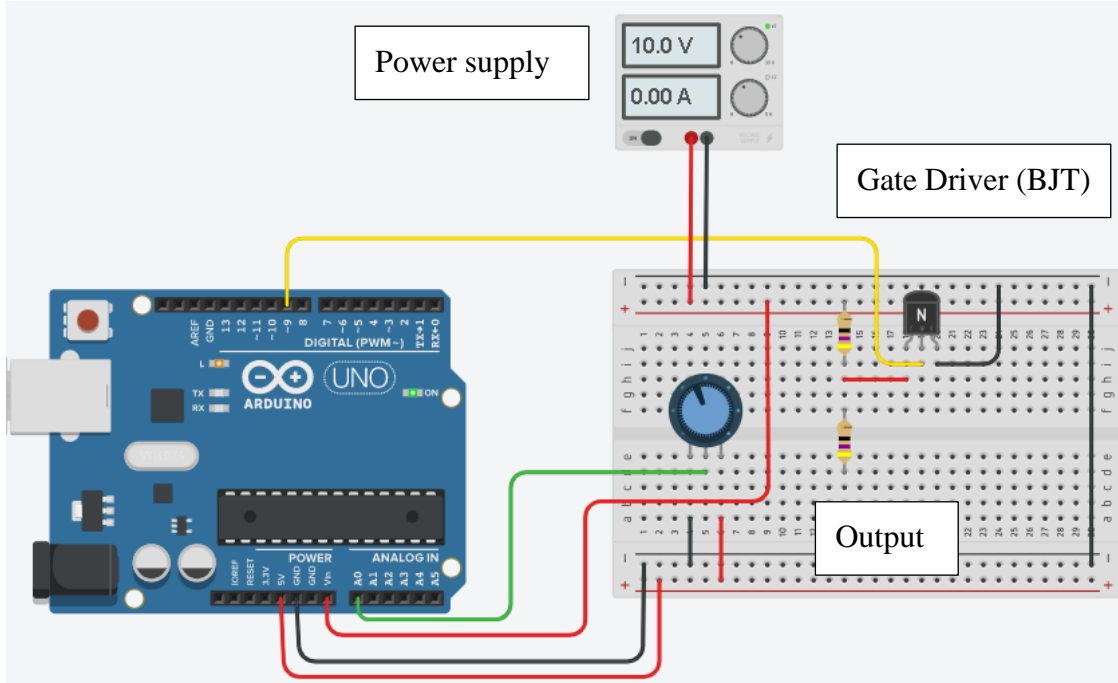 Power supply
10.0 V
0.00 A
Gate Driver (BJT)
N
AREF
GND
13
12
~11
~10
~9
8
7
~6
~5
4
~3
2
TX→1
RX←0
DIGITAL (PWM~)
L
TX
RX
ARDUINO
UNO
ON
POWER
ANALOG IN
IOREF
RESET
3.3V
5V
GND
GND
Vin
A0
A1
A2
A3
A4
A5
Output